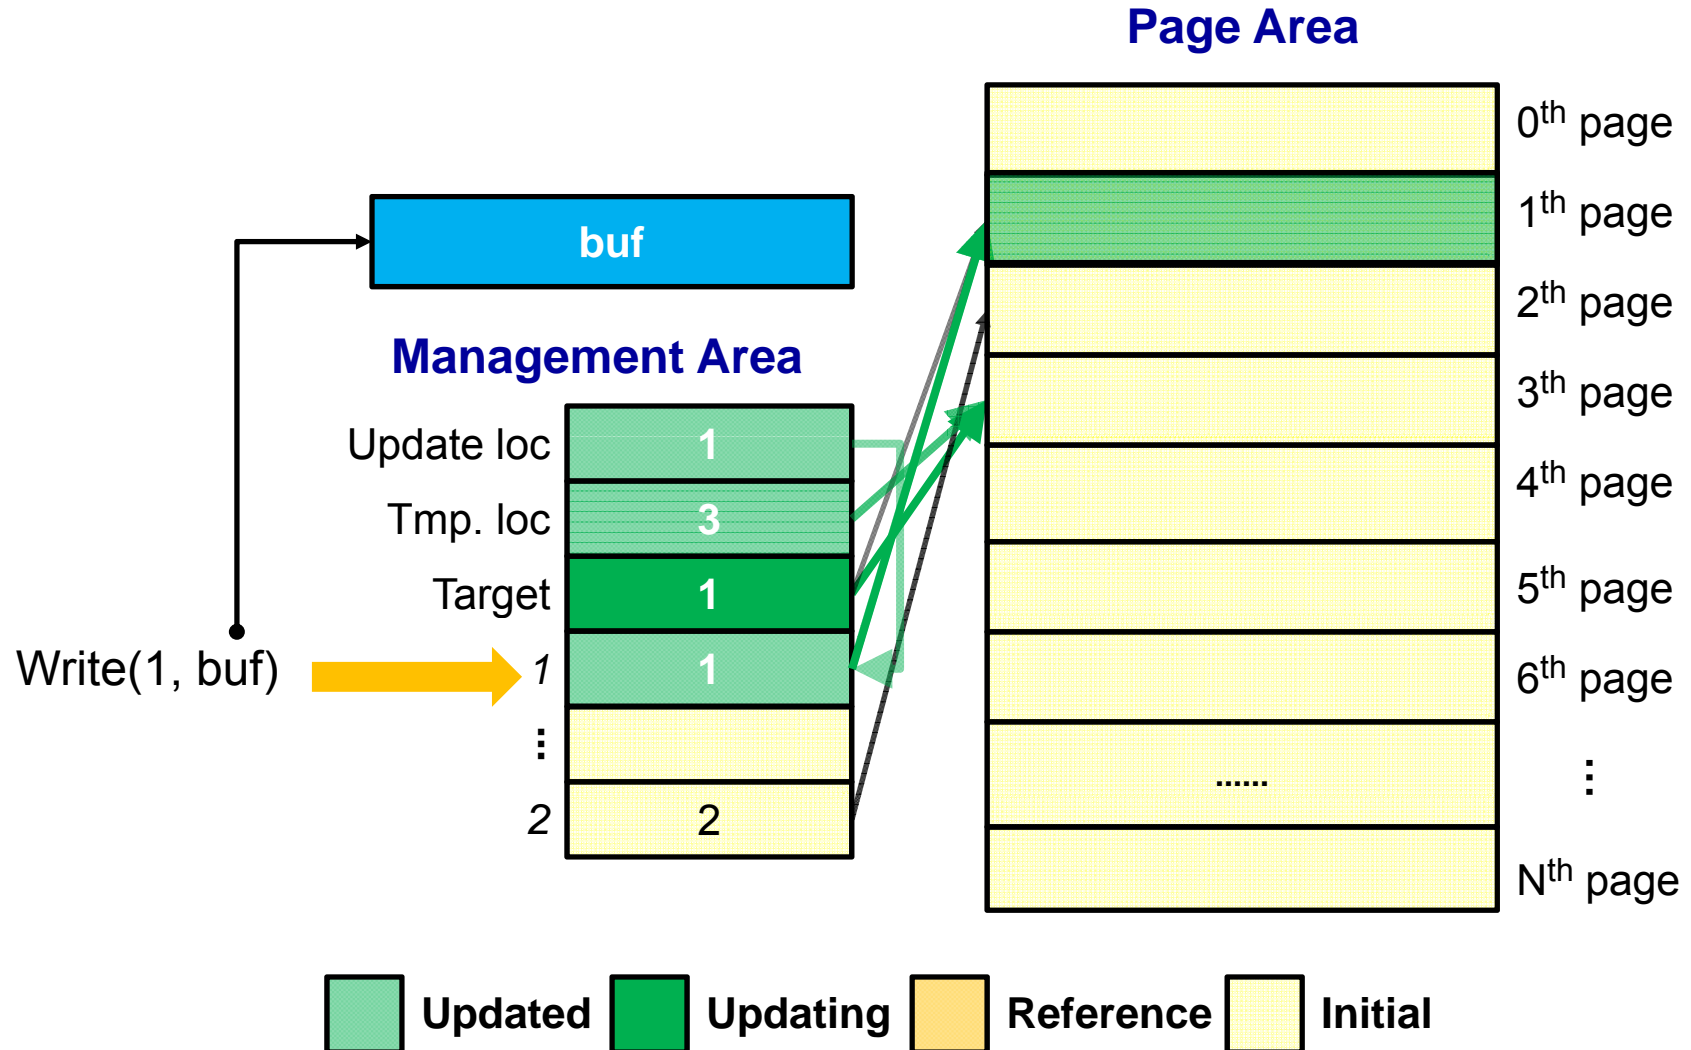 Page Area
0th page
1th page
buf
2th page
Management Area
3th page
Update loc
1
4th page
Tmp. loc
3
Target
1
5th page
Write(1, buf)
1
1
6th page
⋮
......
⋮
2
2
Nth page
Updated
Updating
Reference
Initial